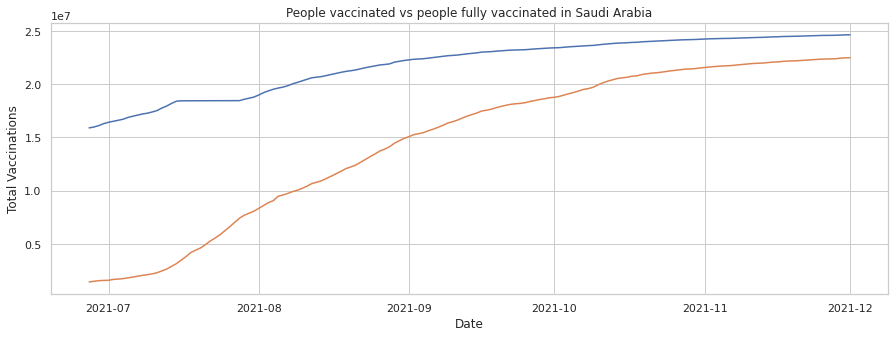 People vaccinated vs people fully vaccinated in Saudi Arabia
1e7
2.5
2.0
1.5
1.0
0.5
Total Vaccinations
2021-07 2021-08 2021-09 2021-10 2021-11 2021-12
Date